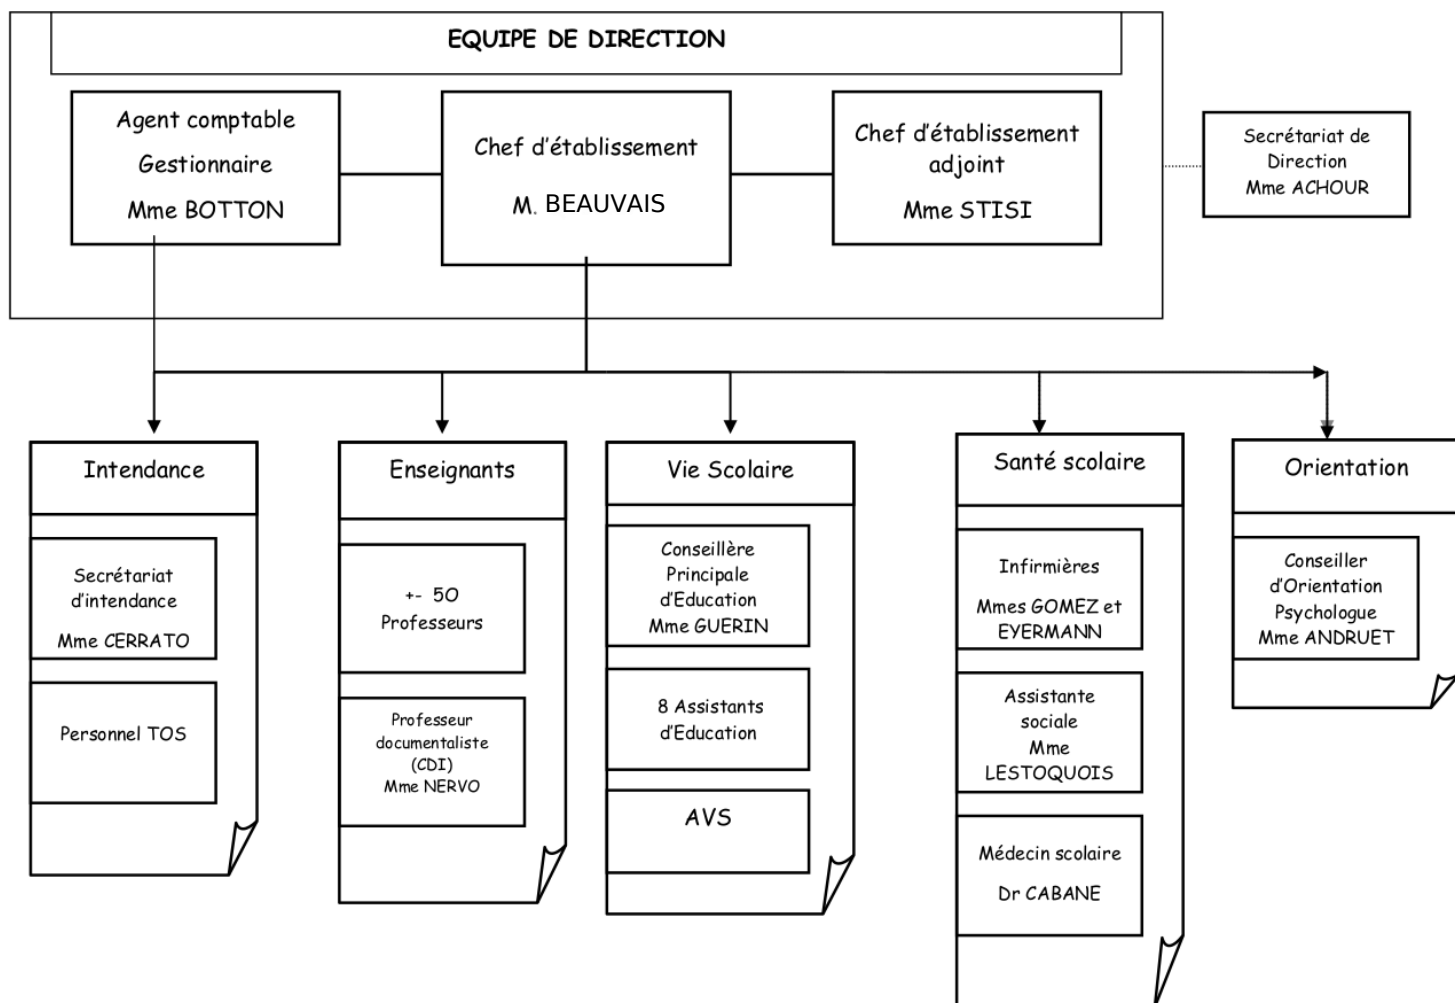 EQUIPE DE DIRECTION
Agent comptable
Gestionnaire
Mme BOTTON
Chef d'établissement
M. BEAUVAIS
Chef d'établissement
adjoint
Mme STISI
Secrétariat de
Direction
Mme ACHOUR
Intendance
Secrétariat
d'intendance
Mme CERRATO
Personnel TOS
Enseignants
+- 50
Professeurs
Professeur
documentaliste
(CDI)
Mme NERVO
Vie Scolaire
Conseillère
Principale
d'Education
Mme GUERIN
8 Assistants
d'Education
AVS
Santé scolaire
Infirmières
Mmes GOMEZ et
EYERMANN
Assistante
sociale
Mme
LESTOQUOIS
Médecin scolaire
Dr CABANE
Orientation
Conseiller
d'Orientation
Psychologue
Mme ANDRUET